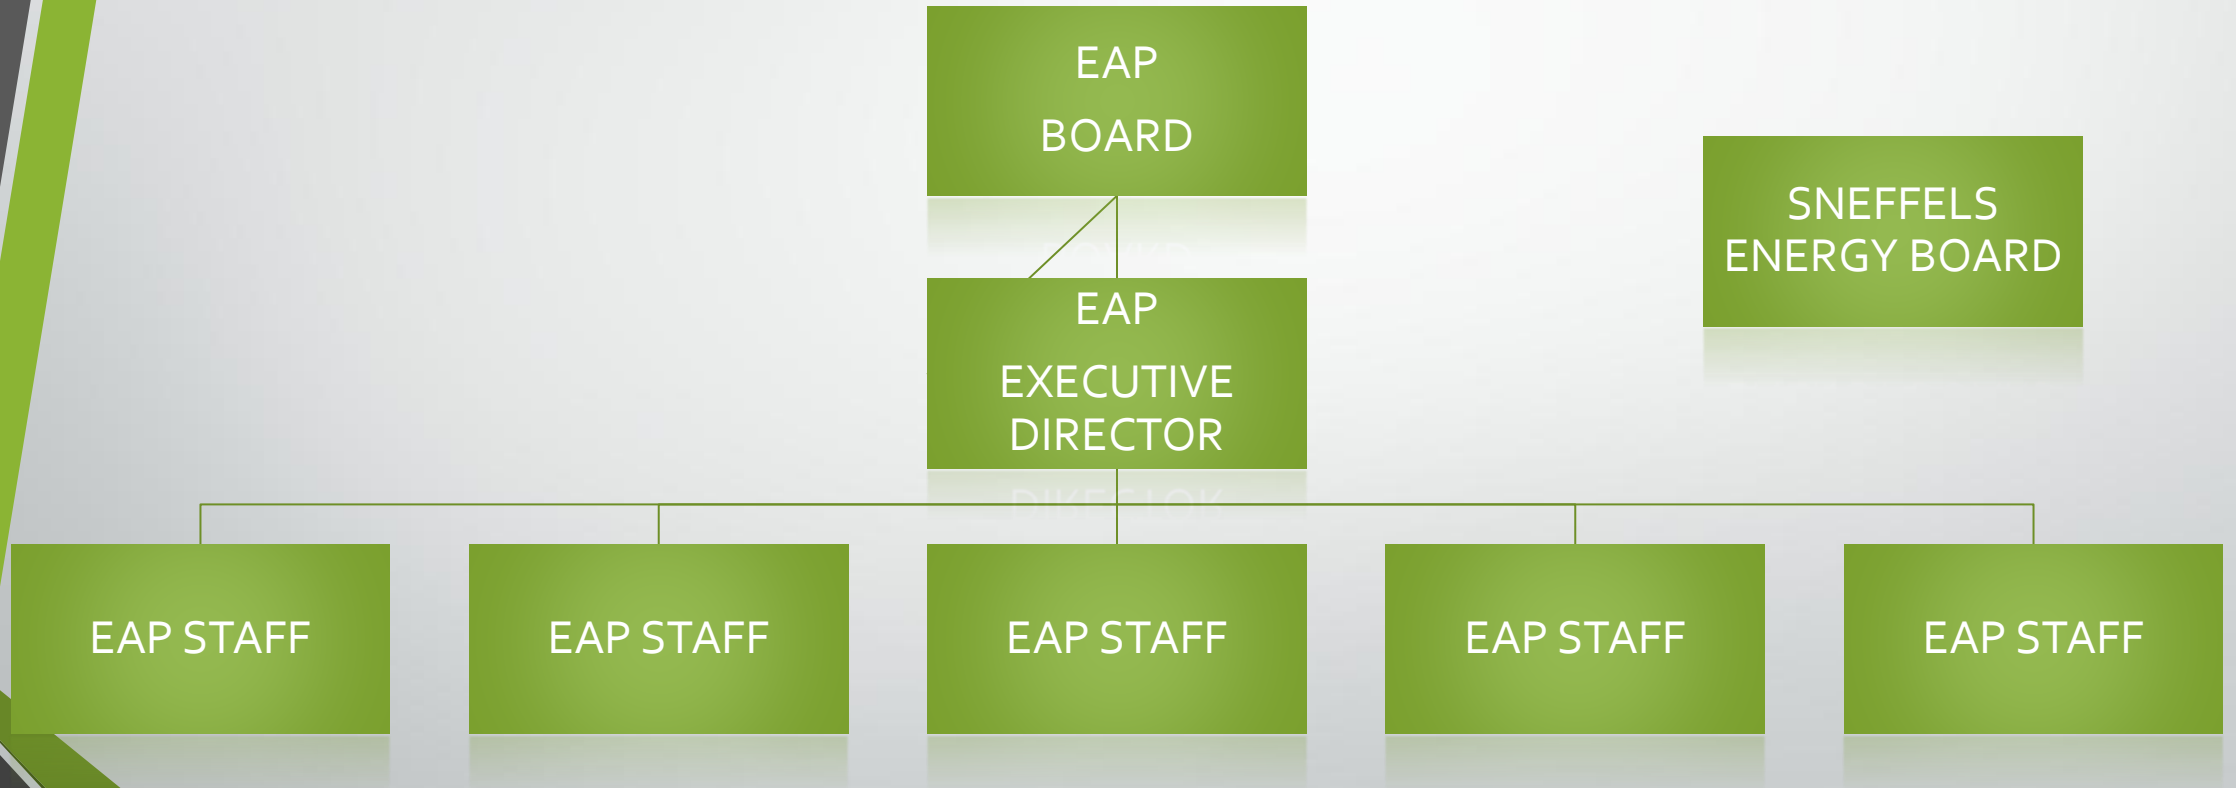 EAP
BOARD
SNEFFELS
ENERGY BOARD
EAP
EXECUTIVE
DIRECTOR
EAP STAFF
EAP STAFF
EAP STAFF
EAP STAFF
EAP STAFF